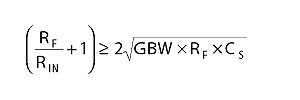 (R_F / R_IN + 1) ≥ 2√(GBW × R_F × C_S)